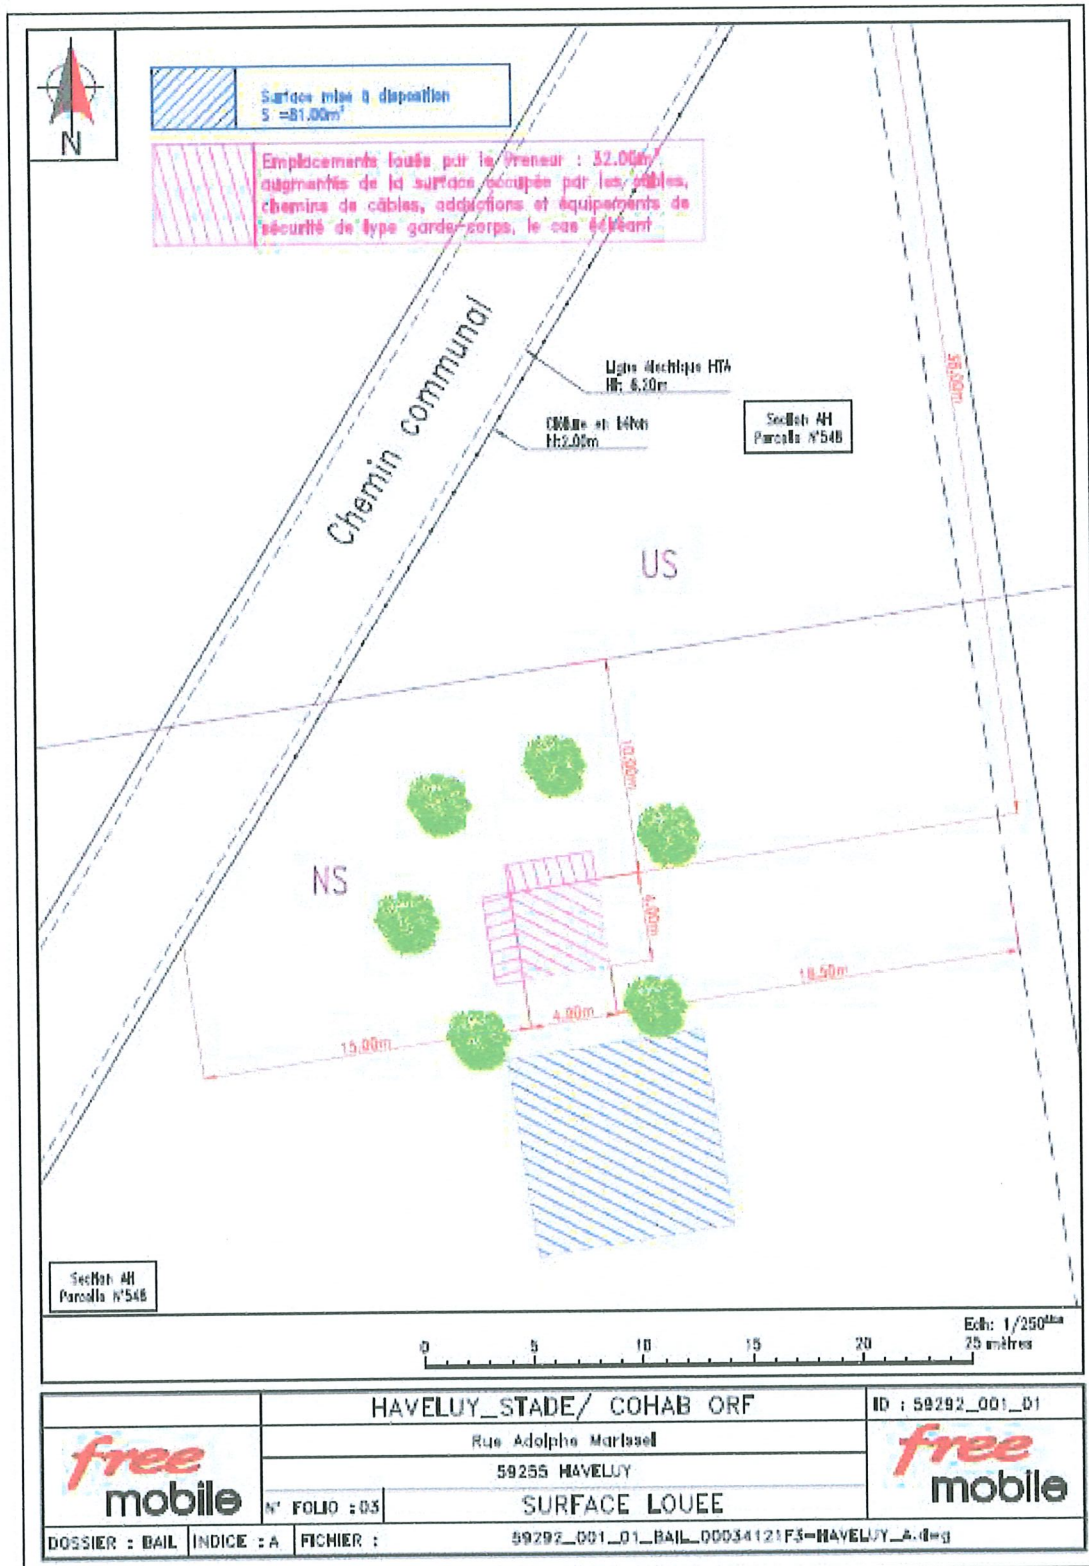 N
Surface mise à disposition
S =81.00m²
Emplacements loués par le Preneur : 32.00m²
augmentés de la surface occupée par les câbles,
chemins de câbles, adductions et équipements de
sécurité de type garde-corps, le cas échéant
Chemin communal
Ligne électrique HTA
Ht: 6.20m
Clôture en béton
Ht:2.00m
Section AH
Parcelle N°548
US
10.00m
NS
18.50m
4.00m
15.00m
Section AH
Parcelle N°548
Ech: 1/250ème
0 5 10 15 20 25 mètres
HAVELUY_STADE/ COHAB ORF
ID : 59292_001_01
free mobile
Rue Adolphe Marissel
59255 HAVELUY
N° FOLIO :03
SURFACE LOUEE
free mobile
DOSSIER : BAIL
INDICE : A
FICHIER :
59292_001_01_BAIL_00034121F3-HAVELUY_A.dwg